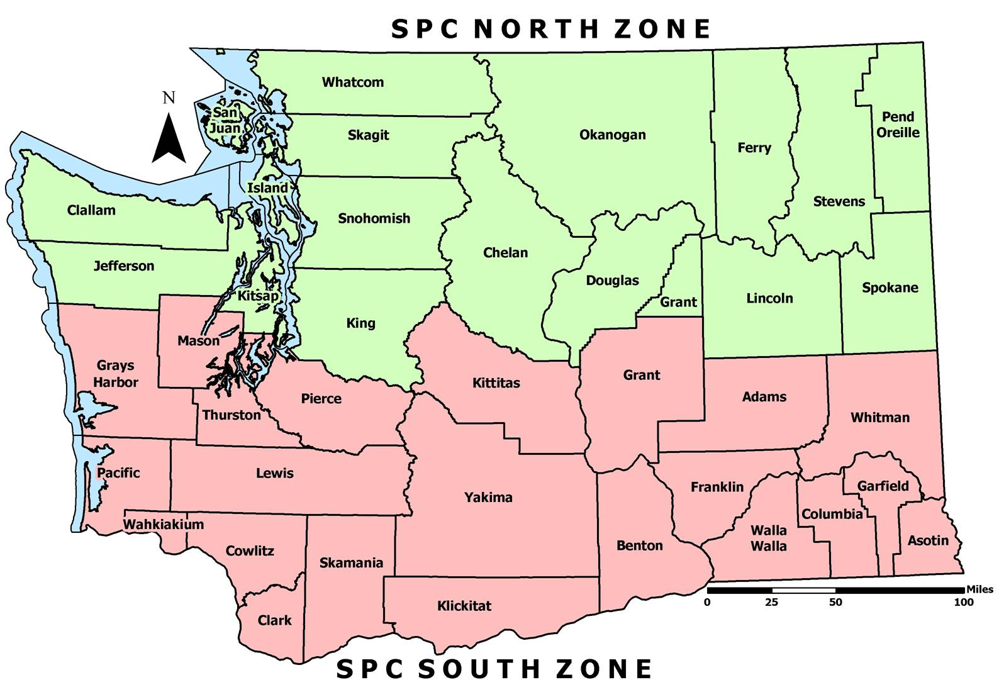 SPC NORTH ZONE
Whatcom
N
San
Juan
Skagit
Okanogan
Ferry
Pend
Oreille
Island
Clallam
Snohomish
Stevens
Chelan
Jefferson
Douglas
Kitsap
Grant
Lincoln
Spokane
King
Mason
Grays
Harbor
Kittitas
Grant
Adams
Pierce
Thurston
Whitman
Pacific
Lewis
Yakima
Franklin
Garfield
Columbia
Wahkiakium
Walla
Walla
Asotin
Cowlitz
Skamania
Benton
Klickitat
Clark
Miles
0 25 50 100
SPC SOUTH ZONE